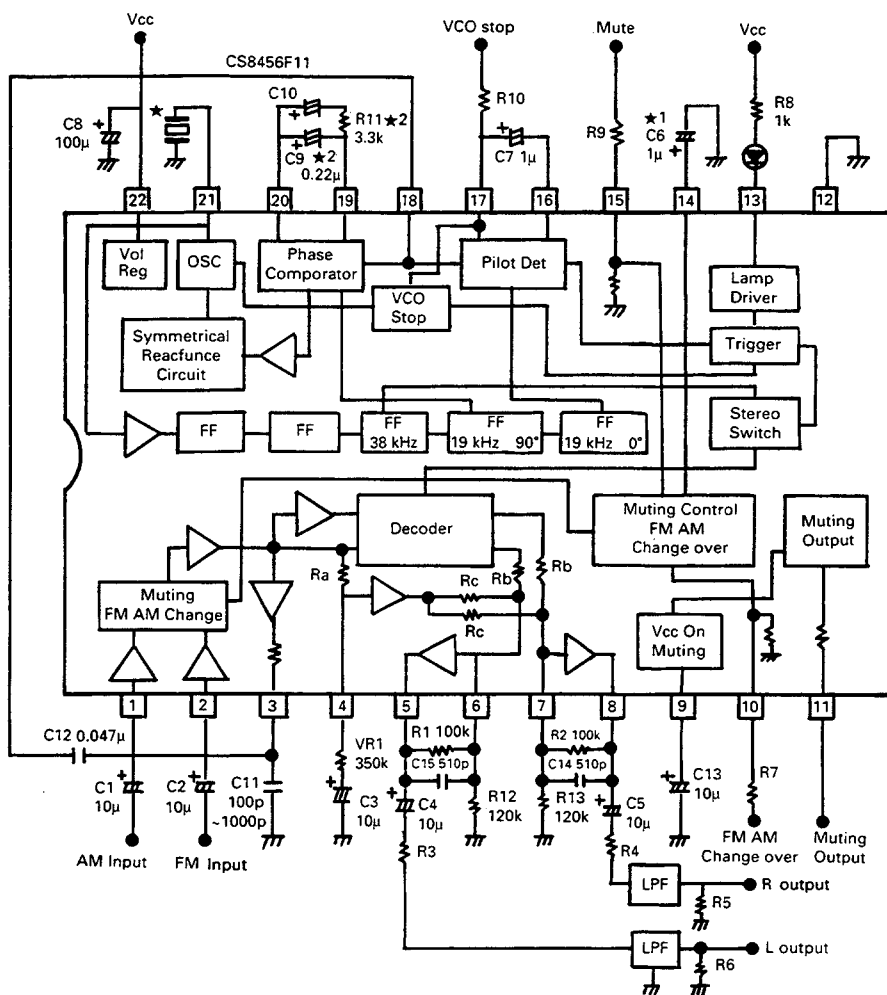 Vcc
VCO stop
Mute
Vcc
CS8456F11
C8
100μ
★
C10
R11★2
3.3k
C9 ★2
0.22μ
R10
C7 1μ
R9
★1
C6
1μ
R8
1k
22
21
20
19
18
17
16
15
14
13
12
Vol
Reg
OSC
Phase
Comporator
Pilot Det
VCO
Stop
Lamp
Driver
Symmetrical
Reacfunce
Circuit
Trigger
Stereo
Switch
FF
FF
FF
38 kHz
FF
19 kHz 90°
FF
19 kHz 0°
Decoder
Muting Control
FM AM
Change over
Muting
Output
Ra
Rb
Rb
Rc
Rc
Muting
FM AM Change
Vcc On
Muting
1
2
3
4
5
6
7
8
9
10
11
C12 0.047μ
C1
10μ
C2
10μ
C11
100p
~1000p
VR1
350k
C3
10μ
R1 100k
C15 510p
C4
10μ
R12
120k
R3
R2 100k
C14 510p
R13
120k
C5
10μ
R4
C13
10μ
R7
AM Input
FM Input
FM AM
Change over
Muting
Output
LPF
R output
R5
LPF
L output
R6